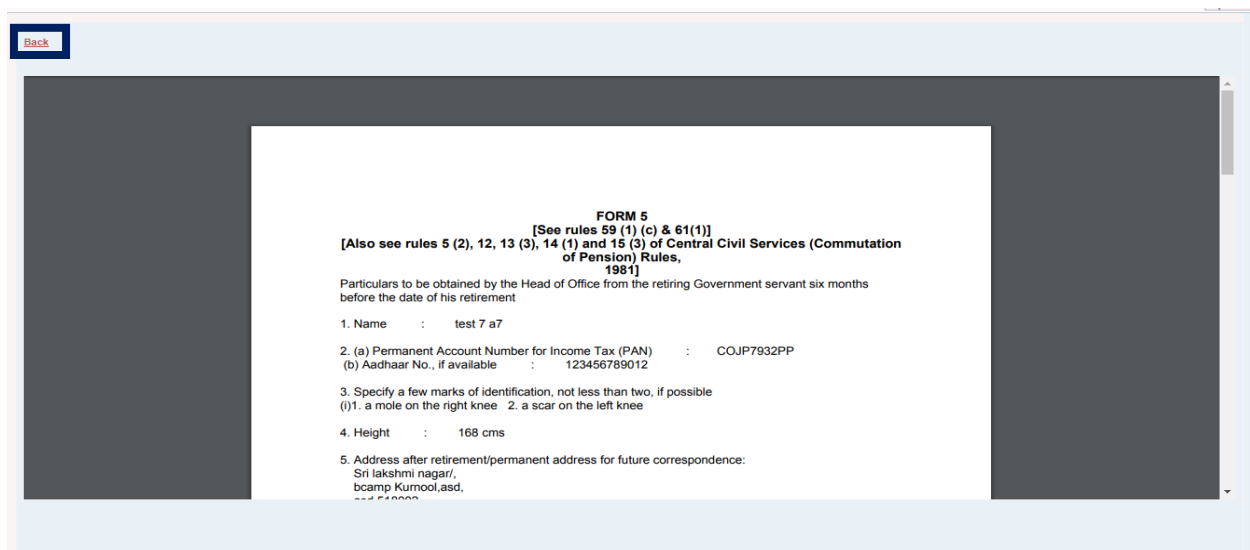 Back
FORM 5
[See rules 59 (1) (c) & 61(1)]
[Also see rules 5 (2), 12, 13 (3), 14 (1) and 15 (3) of Central Civil Services (Commutation
of Pension) Rules,
1981]
Particulars to be obtained by the Head of Office from the retiring Government servant six months
before the date of his retirement
1. Name : test 7 a7
2. (a) Permanent Account Number for Income Tax (PAN) : COJP7932PP
(b) Aadhaar No., if available : 123456789012
3. Specify a few marks of identification, not less than two, if possible
(i)1. a mole on the right knee 2. a scar on the left knee
4. Height : 168 cms
5. Address after retirement/permanent address for future correspondence:
Sri lakshmi nagar/,
bcamp Kurnool,asd,